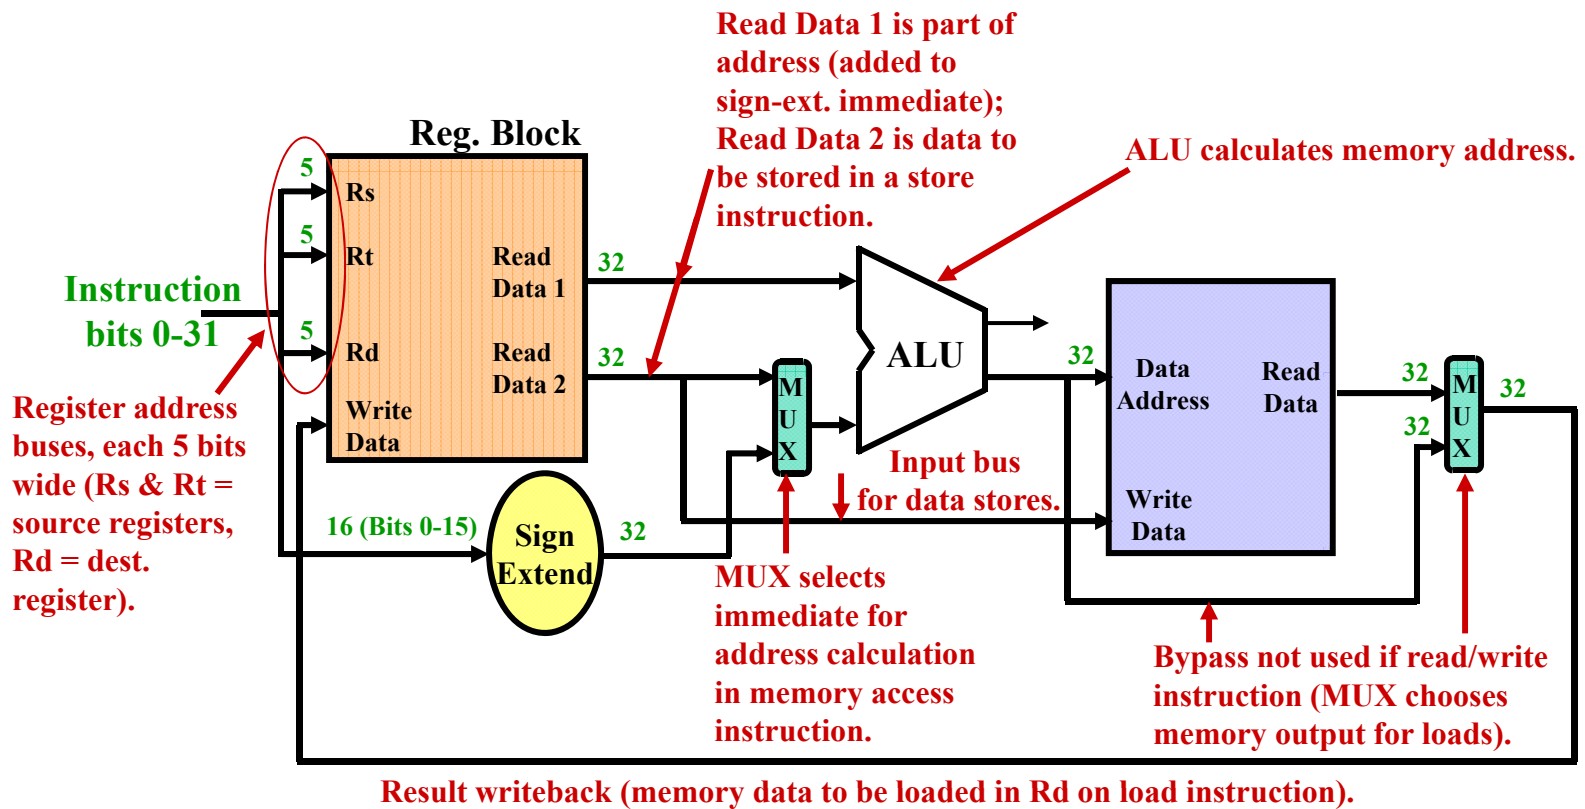 Read Data 1 is part of
address (added to
sign-ext. immediate);
Read Data 2 is data to
be stored in a store
instruction.
Reg. Block
ALU calculates memory address.
5
Rs
5
Rt
Read
Data 1
32
Instruction
bits 0-31
5
Rd
Read
Data 2
32
Write
Data
MUX
ALU
32
Data
Address
Read
Data
Write
Data
32
32
MUX
32
Register address
buses, each 5 bits
wide (Rs & Rt =
source registers,
Rd = dest.
register).
16 (Bits 0-15)
Sign
Extend
32
Input bus
for data stores.
MUX selects
immediate for
address calculation
in memory access
instruction.
Bypass not used if read/write
instruction (MUX chooses
memory output for loads).
Result writeback (memory data to be loaded in Rd on load instruction).